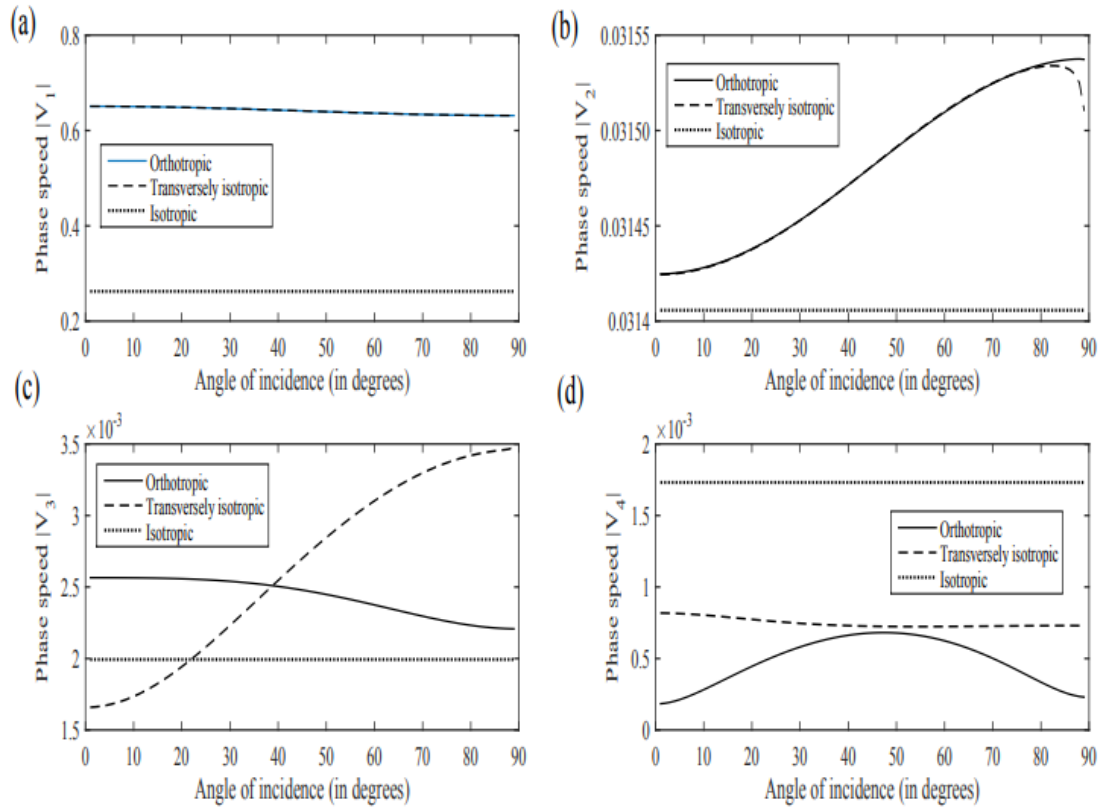 (a)
0.8
0.6
0.4
0.2
Phase speed |V_1|
Orthotropic
Transversely isotropic
Isotropic
0 10 20 30 40 50 60 70 80 90
Angle of incidence (in degrees)
(b)
0.03155
0.03150
0.03145
0.0314
Phase speed |V_2|
Orthotropic
Transversely isotropic
Isotropic
0 10 20 30 40 50 60 70 80 90
Angle of incidence (in degrees)
(c)
×10^-3
3.5
3
2.5
2
1.5
Phase speed |V_3|
Orthotropic
Transversely isotropic
Isotropic
0 10 20 30 40 50 60 70 80 90
Angle of incidence (in degrees)
(d)
×10^-3
2
1.5
1
0.5
0
Phase speed |V_4|
Orthotropic
Transversely isotropic
Isotropic
0 10 20 30 40 50 60 70 80 90
Angle of incidence (in degrees)